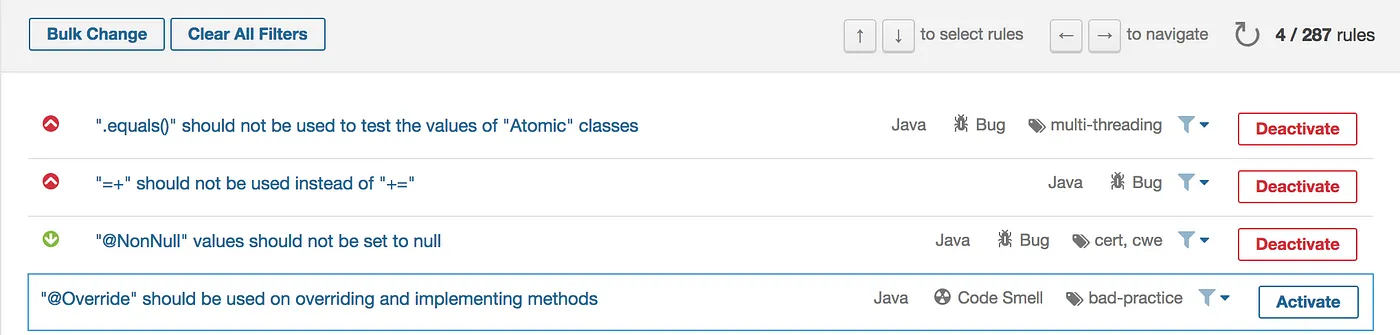 Bulk Change Clear All Filters ↑ ↓ to select rules ← → to navigate 4 / 287 rules
".equals()" should not be used to test the values of "Atomic" classes Java Bug multi-threading Deactivate
"=+" should not be used instead of "+=" Java Bug Deactivate
"@NonNull" values should not be set to null Java Bug cert, cwe Deactivate
"@Override" should be used on overriding and implementing methods Java Code Smell bad-practice Activate